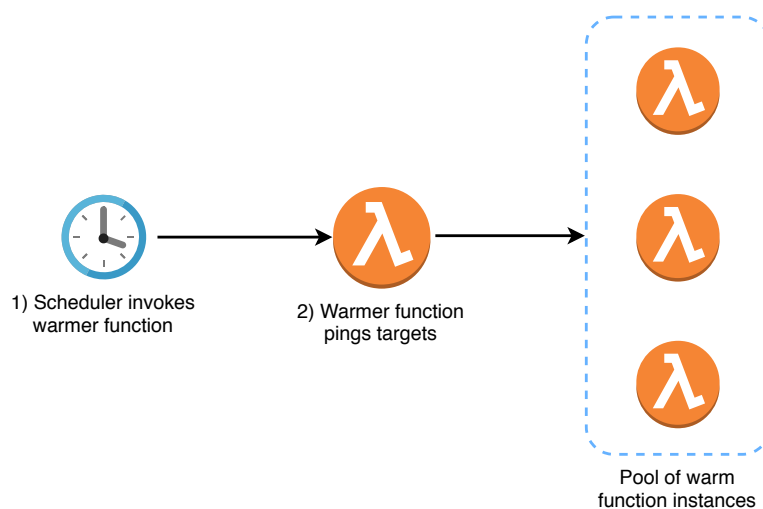 1) Scheduler invokes
warmer function
2) Warmer function
pings targets
Pool of warm
function instances